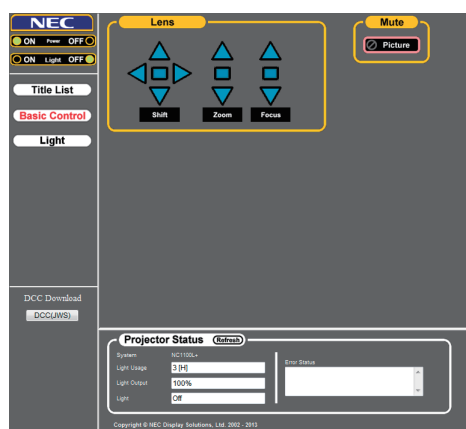 NEC
ON Power OFF
ON Light OFF
Title List
Basic Control
Light
DCC Download
DCC(JWS)
Lens
Shift
Zoom
Focus
Mute
Picture
Projector Status
Refresh
System NC1100L+
Light Usage 3 [H]
Light Output 100%
Light Off
Error Status
Copyright © NEC Display Solutions, Ltd. 2002 - 2013